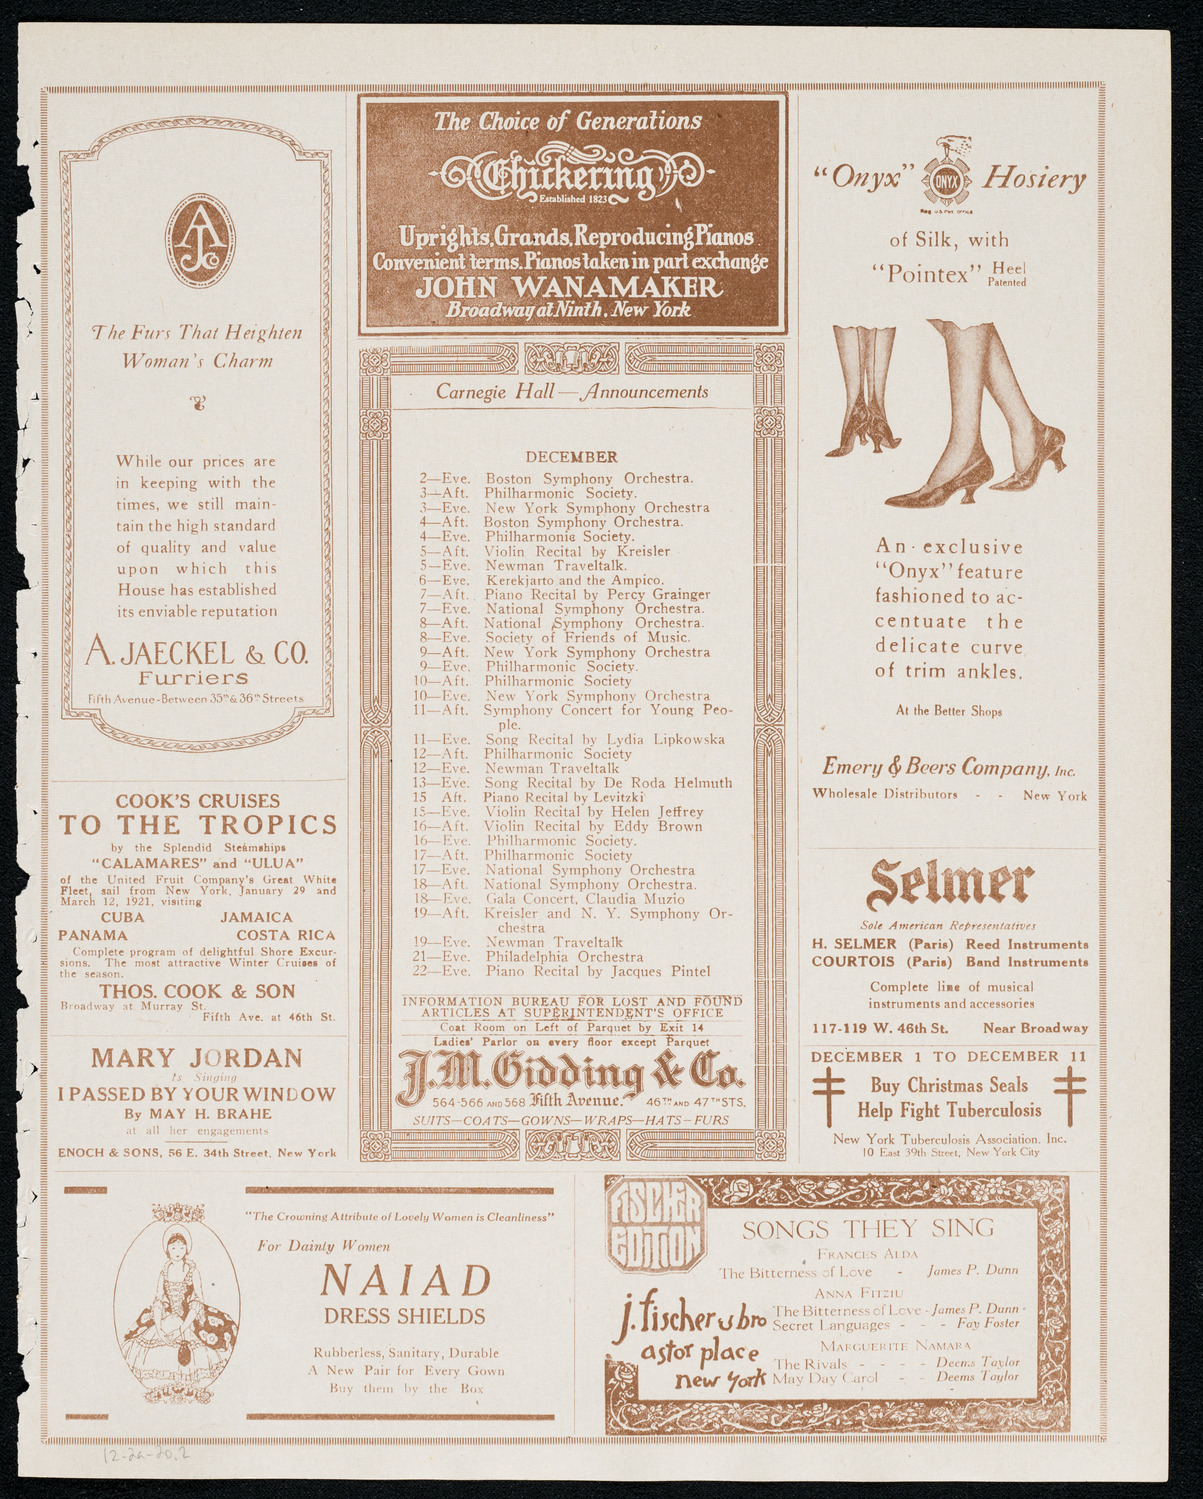 AJCo
The Furs That Heighten
Woman's Charm
While our prices are
in keeping with the
times, we still main-
tain the high standard
of quality and value
upon which this
House has established
its enviable reputation
A. JAECKEL & CO.
Furriers
Fifth Avenue-Between 35th & 36th Streets
COOK'S CRUISES
TO THE TROPICS
by the Splendid Steamships
"CALAMARES" and "ULUA"
of the United Fruit Company's Great White
Fleet, sail from New York, January 29 and
March 12, 1921, visiting
CUBA JAMAICA
PANAMA COSTA RICA
Complete program of delightful Shore Excur-
sions. The most attractive Winter Cruises of
the season.
THOS. COOK & SON
Broadway at Murray St.
Fifth Ave. at 46th St.
MARY JORDAN
Is Singing
I PASSED BY YOUR WINDOW
By MAY H. BRAHE
at all her engagements
ENOCH & SONS, 56 E. 34th Street, New York
The Choice of Generations
Chickering
Established 1823
Uprights, Grands, Reproducing Pianos
Convenient terms. Pianos taken in part exchange
JOHN WANAMAKER
Broadway at Ninth, New York
Carnegie Hall — Announcements
DECEMBER
2—Eve. Boston Symphony Orchestra.
3—Aft. Philharmonic Society.
3—Eve. New York Symphony Orchestra
4—Aft. Boston Symphony Orchestra.
4—Eve. Philharmonic Society.
5—Aft. Violin Recital by Kreisler
5—Eve. Newman Traveltalk.
6—Eve. Kerekjarto and the Ampico.
7—Aft. Piano Recital by Percy Grainger
7—Eve. National Symphony Orchestra.
8—Aft. National Symphony Orchestra.
8—Eve. Society of Friends of Music.
9—Aft. New York Symphony Orchestra
9—Eve. Philharmonic Society.
10—Aft. Philharmonic Society
10—Eve. New York Symphony Orchestra
11—Aft. Symphony Concert for Young Peo-
ple.
11—Eve. Song Recital by Lydia Lipkowska
12—Aft. Philharmonic Society
12—Eve. Newman Traveltalk
13—Eve. Song Recital by De Roda Helmuth
15 Aft. Piano Recital by Levitzki
15—Eve. Violin Recital by Helen Jeffrey
16—Aft. Violin Recital by Eddy Brown
16—Eve. Philharmonic Society.
17—Aft. Philharmonic Society
17—Eve. National Symphony Orchestra
18—Aft. National Symphony Orchestra.
18—Eve. Gala Concert, Claudia Muzio
19—Aft. Kreisler and N. Y. Symphony Or-
chestra
19—Eve. Newman Traveltalk
21—Eve. Philadelphia Orchestra
22—Eve. Piano Recital by Jacques Pintel
INFORMATION BUREAU FOR LOST AND FOUND
ARTICLES AT SUPERINTENDENT'S OFFICE
Coat Room on Left of Parquet by Exit 14
Ladies' Parlor on every floor except Parquet
J.M. Gidding & Co.
564-566 AND 568 Fifth Avenue. 46TH AND 47TH STS.
SUITS—COATS—GOWNS—WRAPS—HATS—FURS
"Onyx" ONYX Hosiery
Reg. U.S. Pat. Office
of Silk, with
"Pointex" Heel
Patented
An exclusive
"Onyx" feature
fashioned to ac-
centuate the
delicate curve
of trim ankles.
At the Better Shops
Emery & Beers Company, Inc.
Wholesale Distributors - - New York
Selmer
Sole American Representatives
H. SELMER (Paris) Reed Instruments
COURTOIS (Paris) Band Instruments
Complete line of musical
instruments and accessories
117-119 W. 46th St. Near Broadway
DECEMBER 1 TO DECEMBER 11
Buy Christmas Seals
Help Fight Tuberculosis
New York Tuberculosis Association, Inc.
10 East 39th Street, New York City
"The Crowning Attribute of Lovely Women is Cleanliness"
For Dainty Women
NAIAD
DRESS SHIELDS
Rubberless, Sanitary, Durable
A New Pair for Every Gown
Buy them by the Box
FISCHER
EDITION
j. fischer & bro
astor place
new york
SONGS THEY SING
FRANCES ALDA
The Bitterness of Love - James P. Dunn
ANNA FITZIU
The Bitterness of Love - James P. Dunn
Secret Languages - - - Fay Foster
MARGUERITE NAMARA
The Rivals - - - - Deems Taylor
May Day Carol - - Deems Taylor
12-2a-20.2